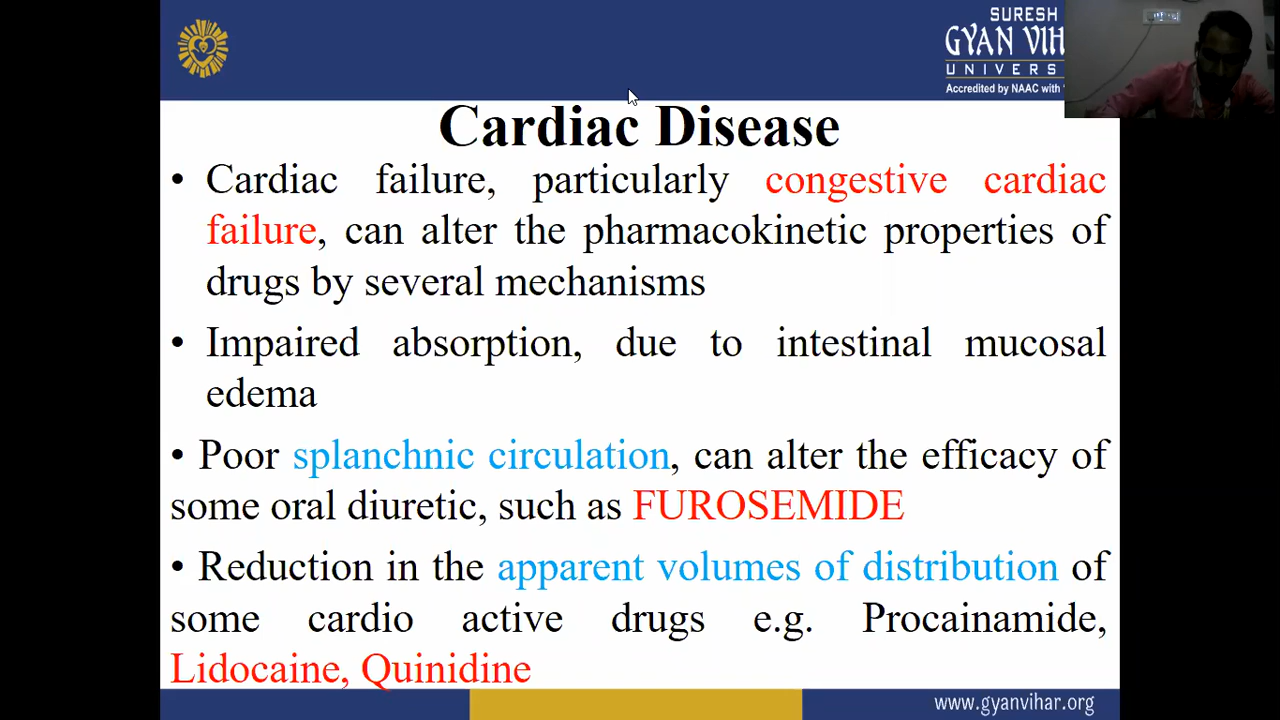 SURESH
GYAN VIH
UNIVERS
Accredited by NAAC with
Cardiac Disease
• Cardiac failure, particularly congestive cardiac
failure, can alter the pharmacokinetic properties of
drugs by several mechanisms
• Impaired absorption, due to intestinal mucosal
edema
• Poor splanchnic circulation, can alter the efficacy of
some oral diuretic, such as FUROSEMIDE
• Reduction in the apparent volumes of distribution of
some cardio active drugs e.g. Procainamide,
Lidocaine, Quinidine
www.gyanvihar.org